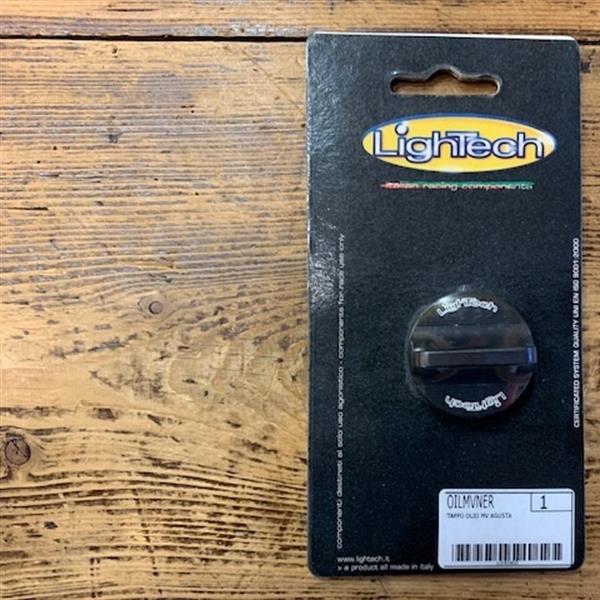 LighTech
italian racing components
componenti destinati al solo uso agonistico - components for race use only
CERTIFICATED SYSTEM QUALITY UNI EN ISO 9001:2000
LighTech
LighTech
OILMVNER 1
TAPPO OLIO MV AGUSTA
www.lightech.it
> a product all made in italy